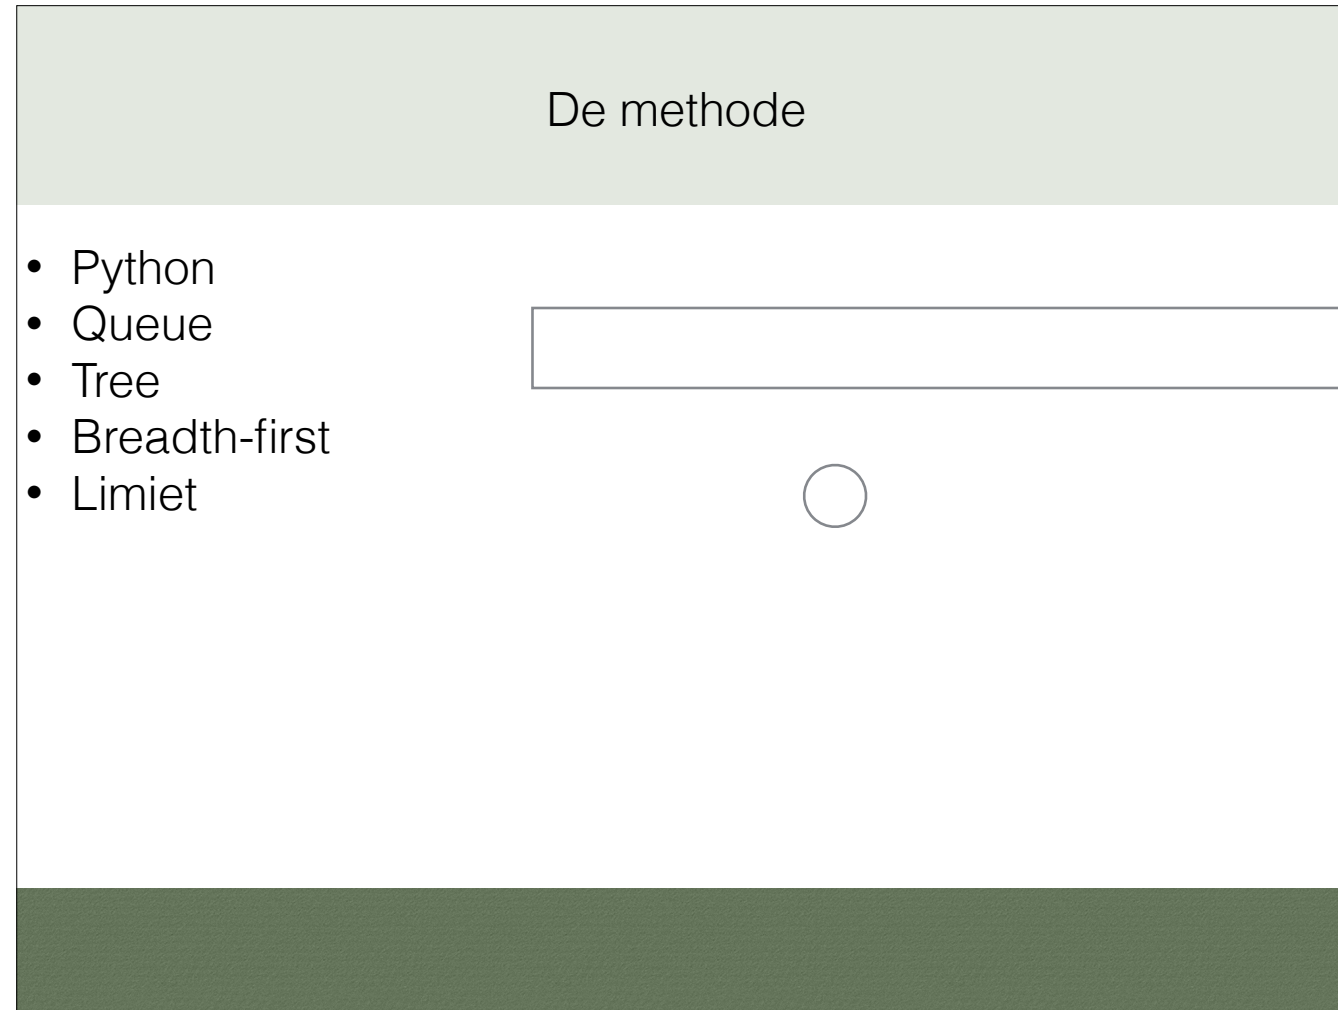 De methode
• Python
• Queue
• Tree
• Breadth-first
• Limiet